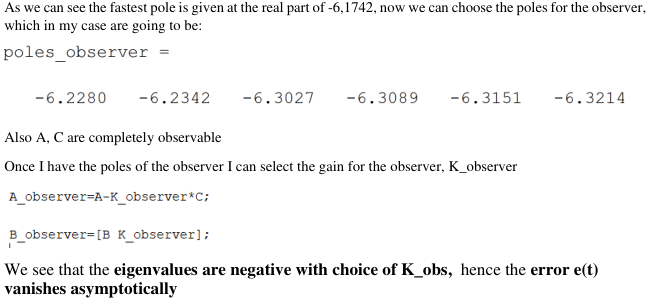 As we can see the fastest pole is given at the real part of -6,1742, now we can choose the poles for the observer,
which in my case are going to be:
poles_observer =
-6.2280 -6.2342 -6.3027 -6.3089 -6.3151 -6.3214
Also A, C are completely observable
Once I have the poles of the observer I can select the gain for the observer, K_observer
A_observer=A-K_observer*C;
B_observer=[B K_observer];
We see that the eigenvalues are negative with choice of K_obs, hence the error e(t)
vanishes asymptotically